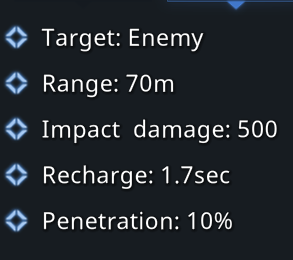 Target: Enemy
Range: 70m
Impact damage: 500
Recharge: 1.7sec
Penetration: 10%